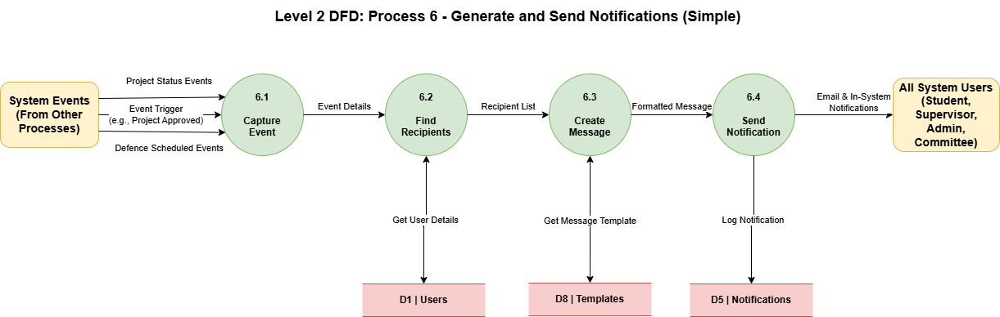 Level 2 DFD: Process 6 - Generate and Send Notifications (Simple)
System Events
(From Other
Processes)
Project Status Events
Event Trigger
(e.g., Project Approved)
Defence Scheduled Events
6.1
Capture
Event
Event Details
6.2
Find
Recipients
Recipient List
6.3
Create
Message
Formatted Message
6.4
Send
Notification
Email & In-System
Notifications
All System Users
(Student,
Supervisor,
Admin,
Committee)
Get User Details
Get Message Template
Log Notification
D1 | Users
D8 | Templates
D5 | Notifications